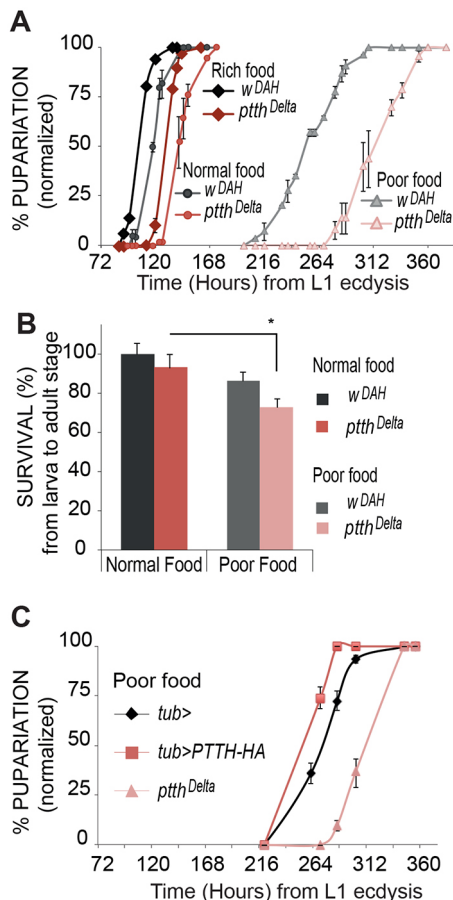 A
100
75
50
25
0
% PUPARIATION
(normalized)
Rich food
w DAH
ptth Delta
Normal food
w DAH
ptth Delta
Poor food
w DAH
ptth Delta
72 120 168 216 264 312 360
Time (Hours) from L1 ecdysis
B
SURVIVAL (%)
from larva to adult stage
100
80
60
40
20
0
*
Normal food
w DAH
ptth Delta
Poor food
w DAH
ptth Delta
Normal Food Poor Food
C
% PUPARIATION
(normalized)
100
75
50
25
0
Poor food
tub>
tub>PTTH-HA
ptth Delta
72 120 168 216 264 312 360
Time (Hours) from L1 ecdysis